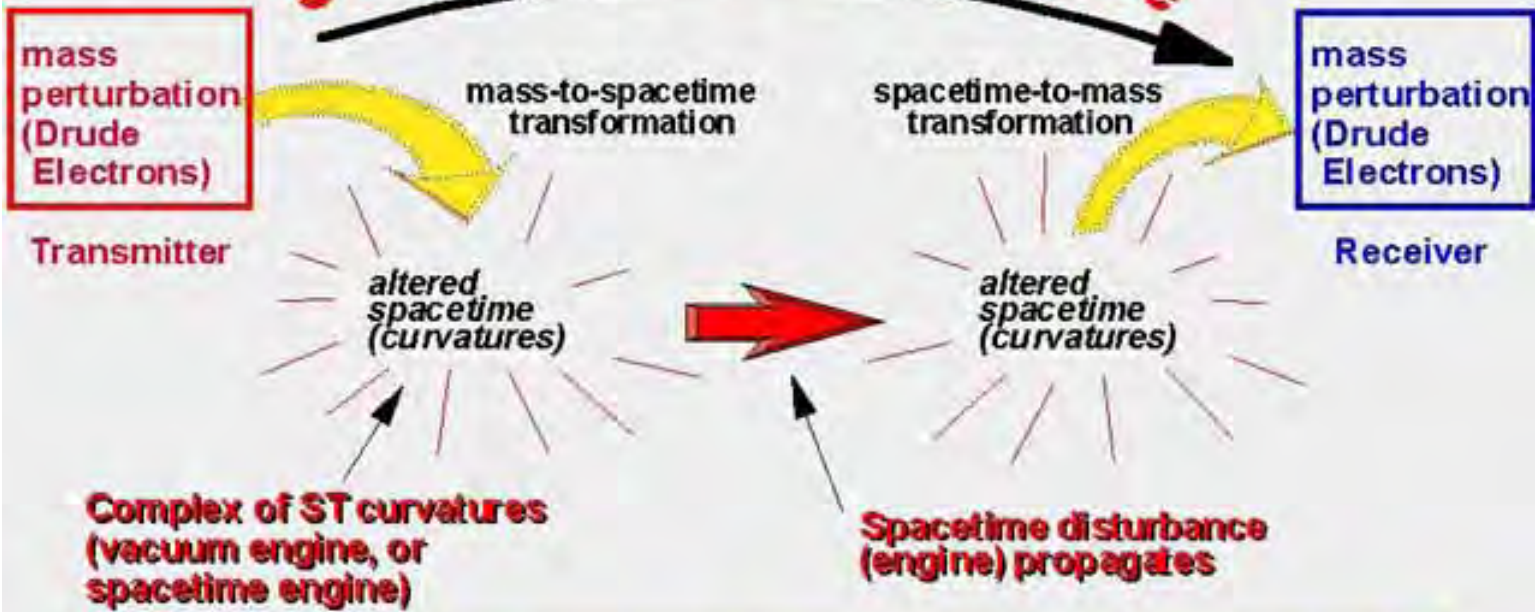 mass
perturbation
(Drude
Electrons)
Transmitter
mass-to-spacetime
transformation
spacetime-to-mass
transformation
mass
perturbation
(Drude
Electrons)
Receiver
altered
spacetime
(curvatures)
altered
spacetime
(curvatures)
Complex of ST curvatures
(vacuum engine, or
spacetime engine)
Spacetime disturbance
(engine) propagates